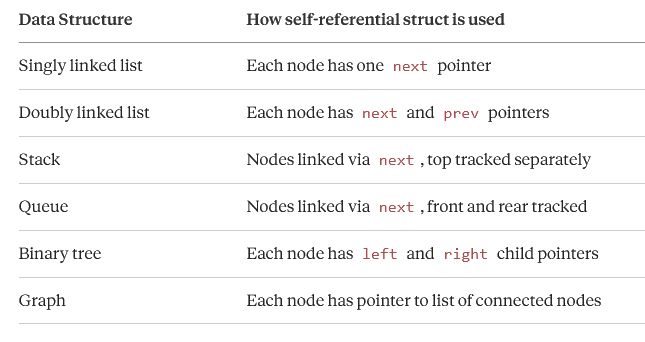 Data Structure How self-referential struct is used
Singly linked list Each node has one next pointer
Doubly linked list Each node has next and prev pointers
Stack Nodes linked via next , top tracked separately
Queue Nodes linked via next , front and rear tracked
Binary tree Each node has left and right child pointers
Graph Each node has pointer to list of connected nodes